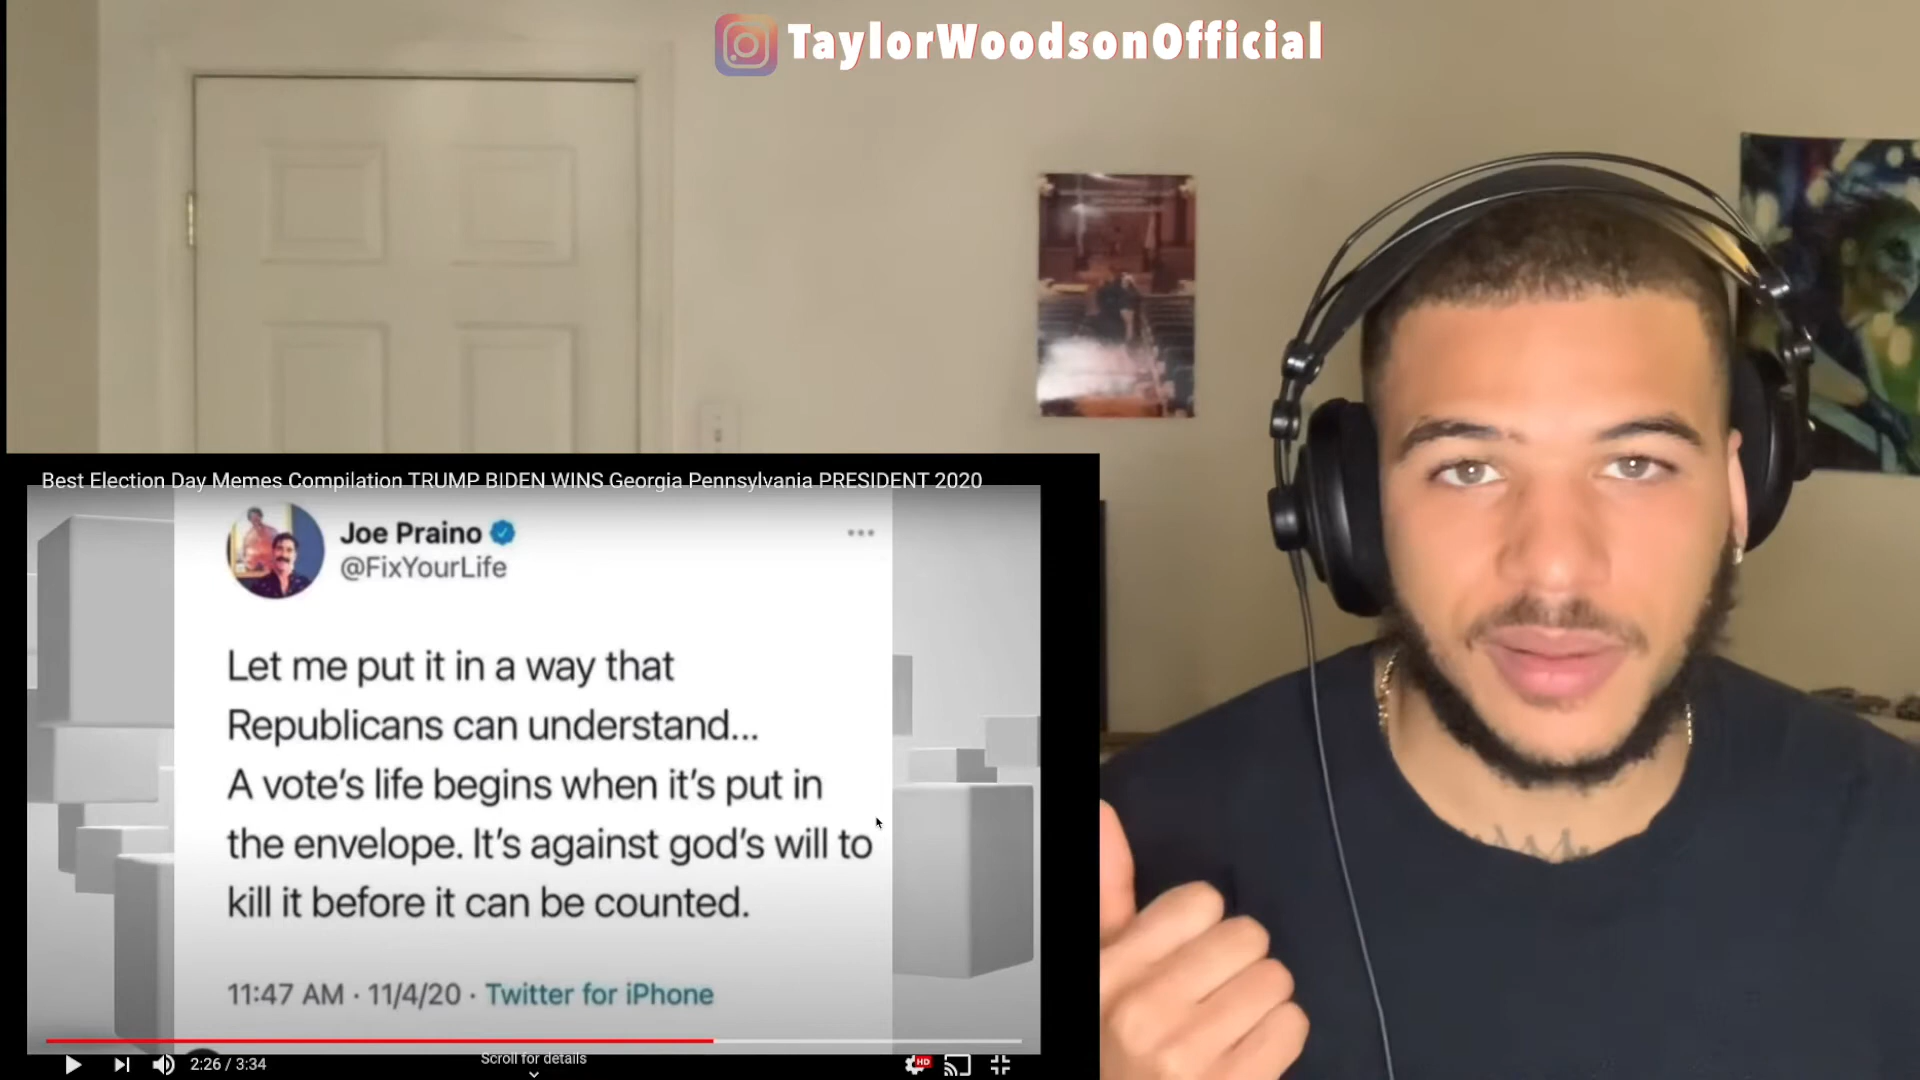 TaylorWoodsonOfficial
Best Election Day Memes Compilation TRUMP BIDEN WINS Georgia Pennsylvania PRESIDENT 2020
Joe Praino
@FixYourLife
Let me put it in a way that
Republicans can understand...
A vote's life begins when it's put in
the envelope. It's against god's will to
kill it before it can be counted.
11:47 AM · 11/4/20 · Twitter for iPhone
2:26 / 3:34
Scroll for details
HD